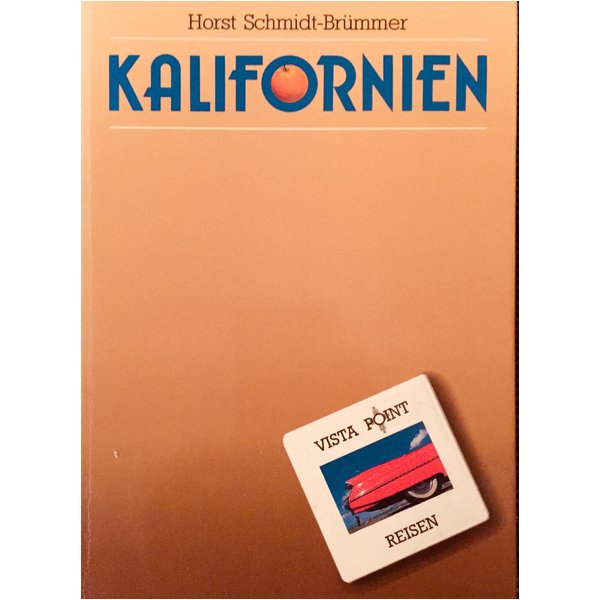 Horst Schmidt-Brümmer
KALIFORNIEN
VISTA POINT
REISEN